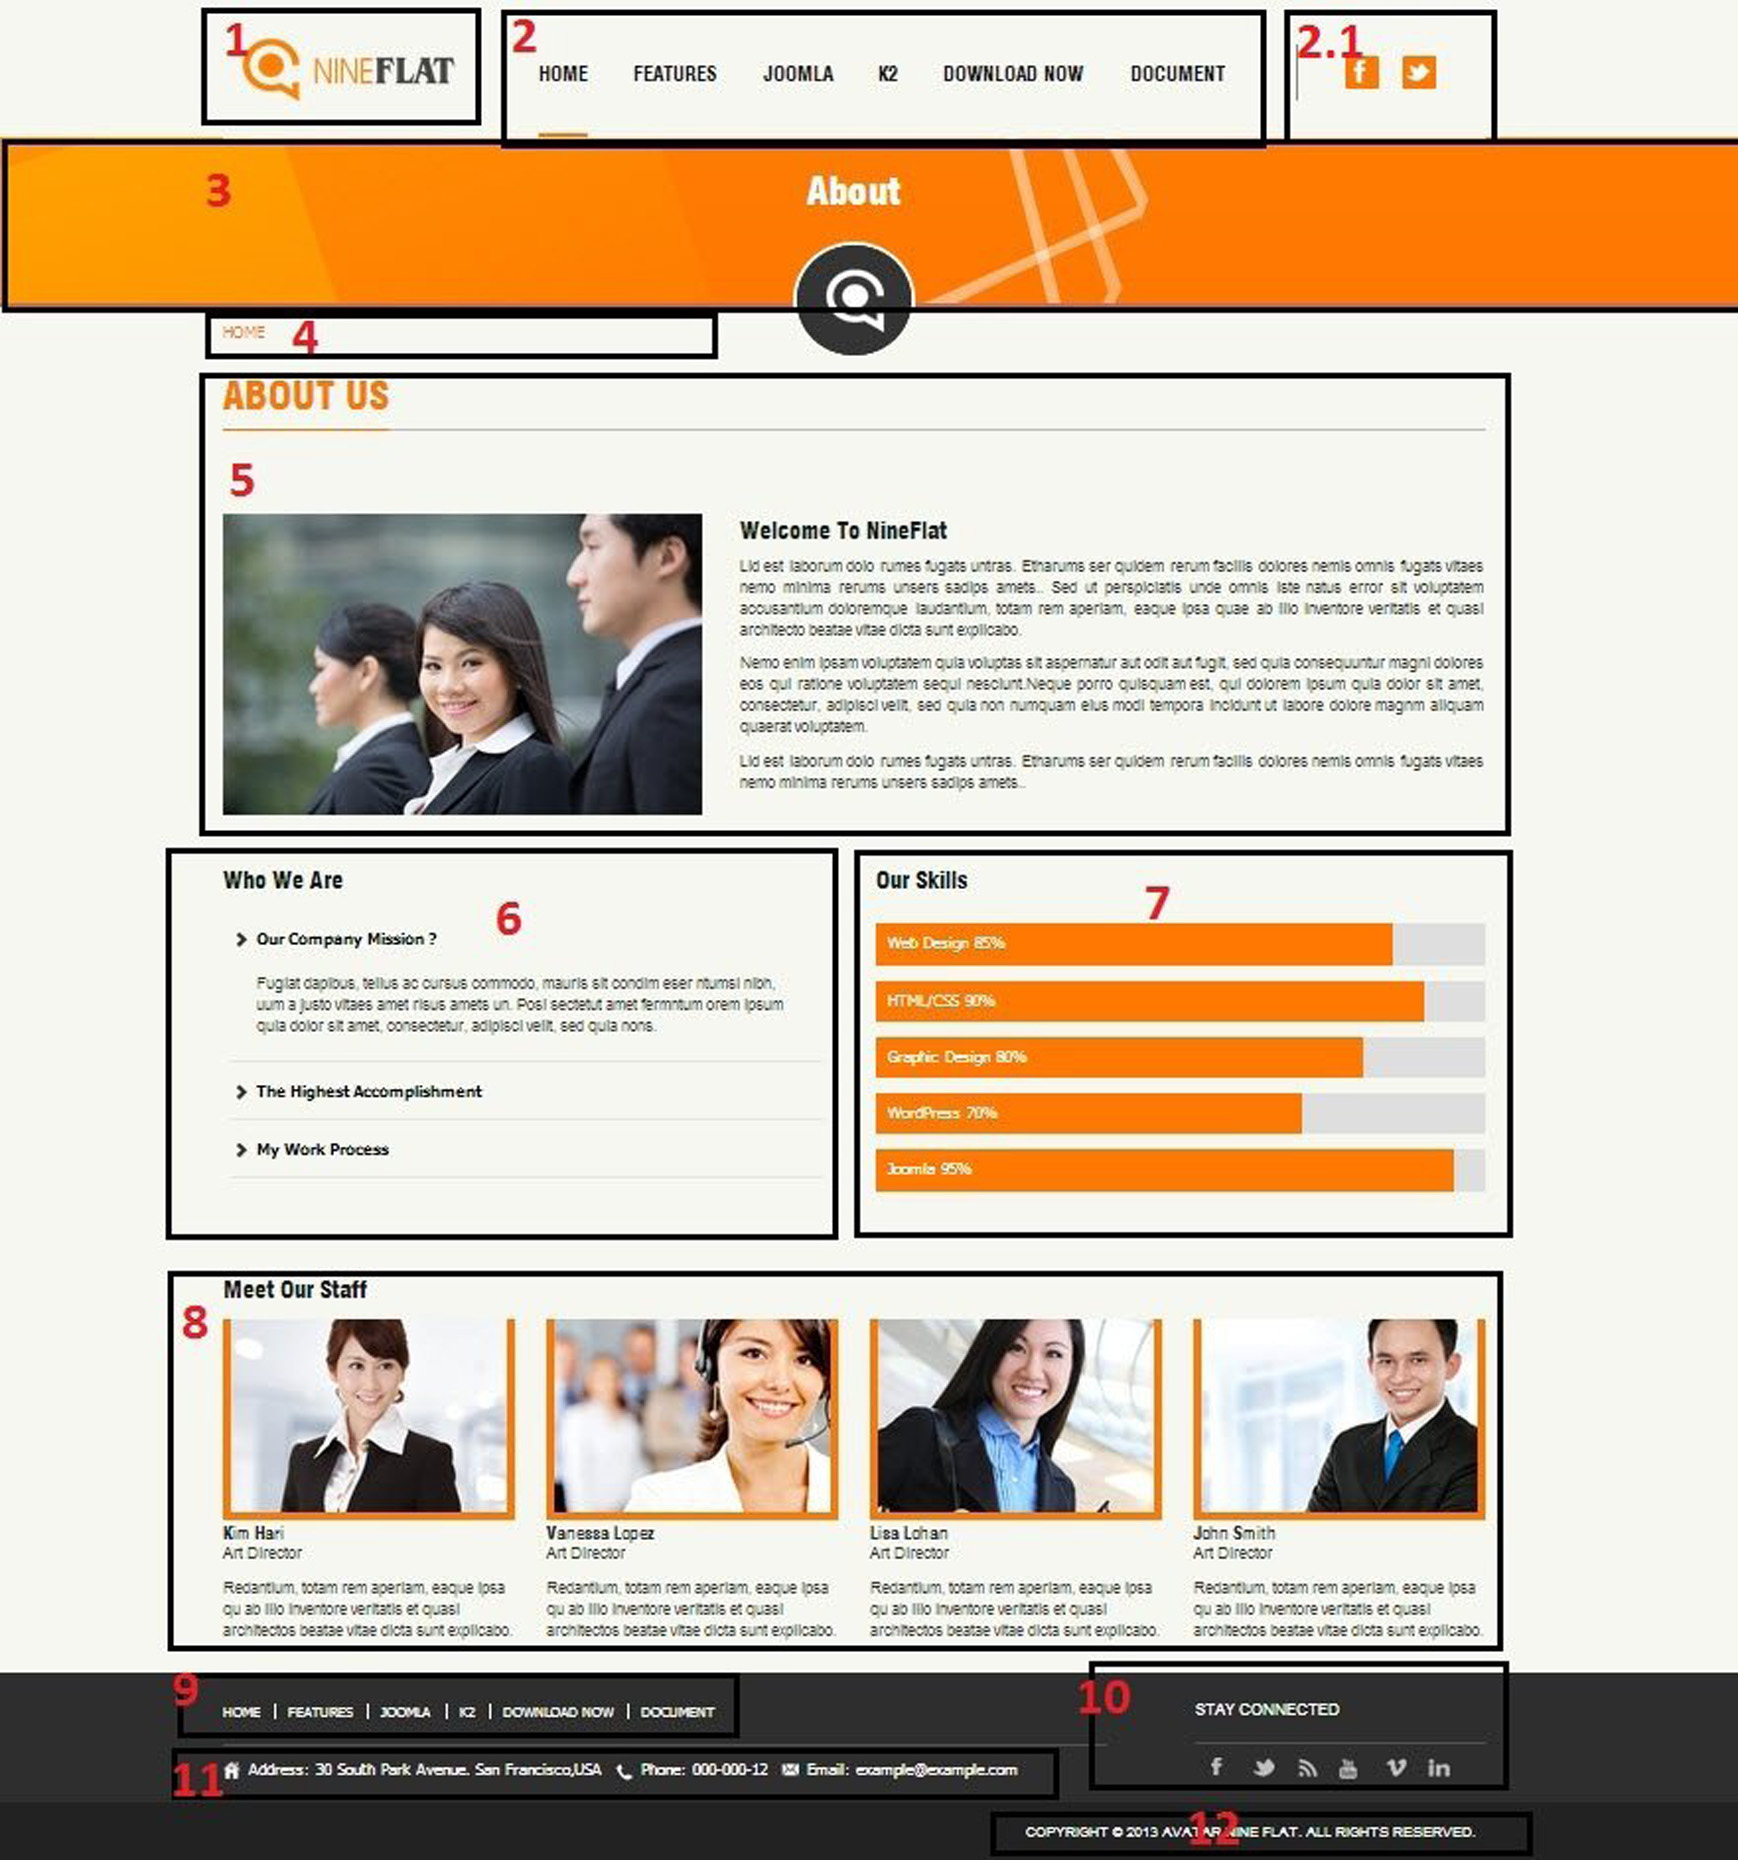 1
NINEFLAT
2
HOME FEATURES JOOMLA K2 DOWNLOAD NOW DOCUMENT
2.1
3
About
HOME
4
ABOUT US
5
Welcome To NineFlat
Lid est laborum dolo rumes fugats untras. Etharums ser quidem rerum facilis dolores nemis omnis fugats vitaes
nemo minima rerums unsers sadips amets.. Sed ut perspiciatis unde omnis iste natus error sit voluptatem
accusantium doloremque laudantium, totam rem aperiam, eaque ipsa quae ab illo inventore veritatis et quasi
architecto beatae vitae dicta sunt explicabo.
Nemo enim ipsam voluptatem quia voluptas sit aspernatur aut odit aut fugit, sed quia consequuntur magni dolores
eos qui ratione voluptatem sequi nesciunt.Neque porro quisquam est, qui dolorem ipsum quia dolor sit amet,
consectetur, adipisci velit, sed quia non numquam eius modi tempora incidunt ut labore dolore magnm aliquam
quaerat voluptatem.
Lid est laborum dolo rumes fugats untras. Etharums ser quidem rerum facilis dolores nemis omnis fugats vitaes
nemo minima rerums unsers sadips amets..
Who We Are
6
Our Company Mission ?
Fugiat dapibus, tellus ac cursus commodo, mauris sit condim eser ntumsi nibh,
uum a justo vitaes amet risus amets un. Posi sectetut amet fermntum orem ipsum
quia dolor sit amet, consectetur, adipisci velit, sed quia nons.
The Highest Accomplishment
My Work Process
Our Skills
7
Web Design 85%
HTML/CSS 90%
Graphic Design 80%
WordPress 70%
Joomla 95%
Meet Our Staff
8
Kim Hari
Art Director
Redantium, totam rem aperiam, eaque ipsa
qu ab illo inventore veritatis et quasi
architectos beatae vitae dicta sunt explicabo.
Vanessa Lopez
Art Director
Redantium, totam rem aperiam, eaque ipsa
qu ab illo inventore veritatis et quasi
architectos beatae vitae dicta sunt explicabo.
Lisa Lohan
Art Director
Redantium, totam rem aperiam, eaque ipsa
qu ab illo inventore veritatis et quasi
architectos beatae vitae dicta sunt explicabo.
John Smith
Art Director
Redantium, totam rem aperiam, eaque ipsa
qu ab illo inventore veritatis et quasi
architectos beatae vitae dicta sunt explicabo.
9
HOME | FEATURES | JOOMLA | K2 | DOWNLOAD NOW | DOCUMENT
10
STAY CONNECTED
11
Address: 30 South Park Avenue. San Francisco,USA Phone: 000-000-12 Email: example@example.com
12
COPYRIGHT © 2013 AVATAR NINE FLAT. ALL RIGHTS RESERVED.